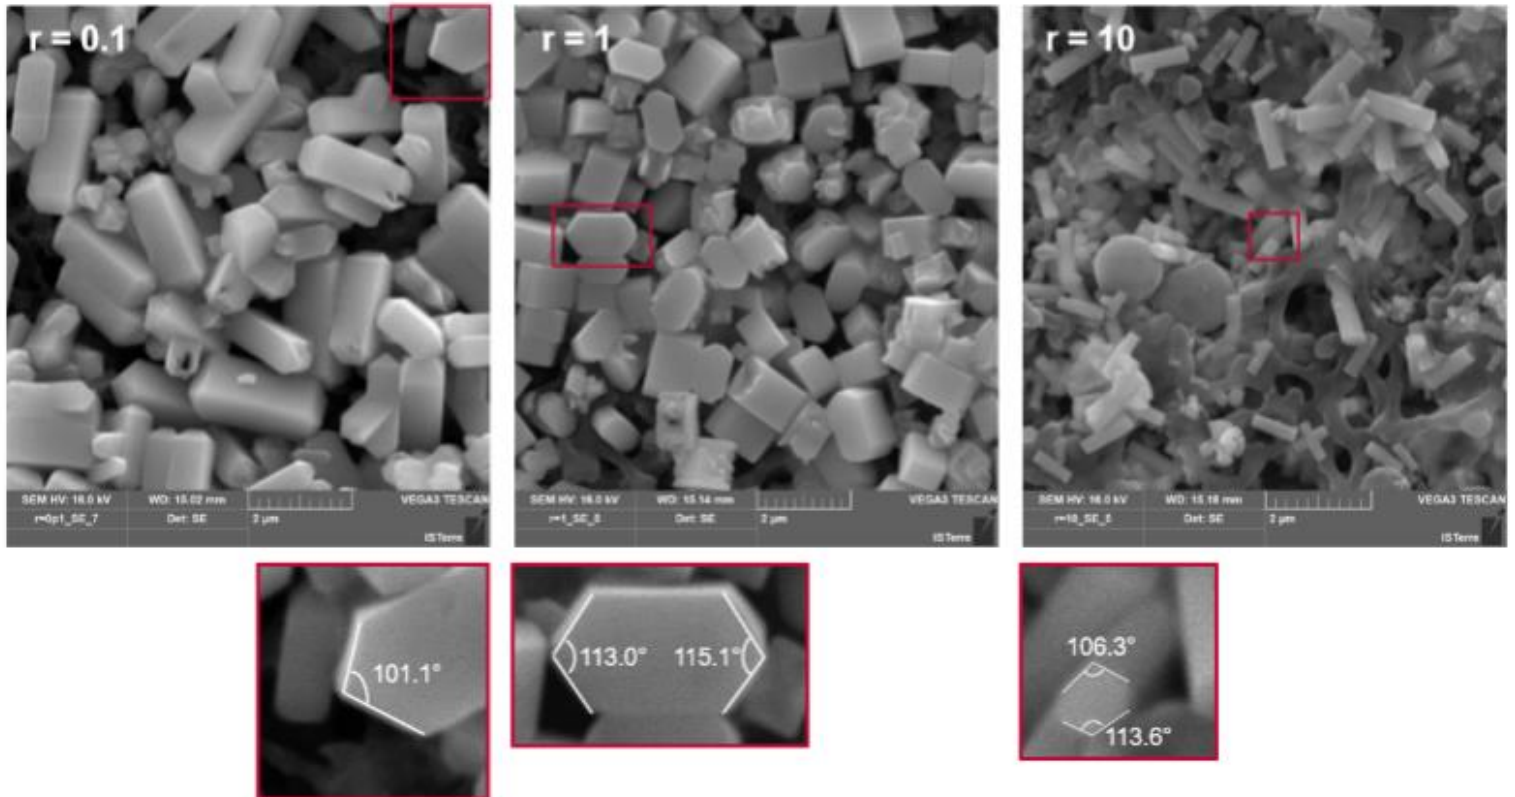 r = 0.1
r = 1
r = 10
SEM HV: 16.0 kV
WD: 15.02 mm
VEGA3 TESCAN
r=0p1_SE_7
Det: SE
2 µm
ISTerre
SEM HV: 16.0 kV
WD: 15.14 mm
VEGA3 TESCAN
r=1_SE_6
Det: SE
2 µm
ISTerre
SEM HV: 16.0 kV
WD: 15.18 mm
VEGA3 TESCAN
Det: SE
2 µm
ISTerre
101.1°
113.0°
115.1°
106.3°
113.6°